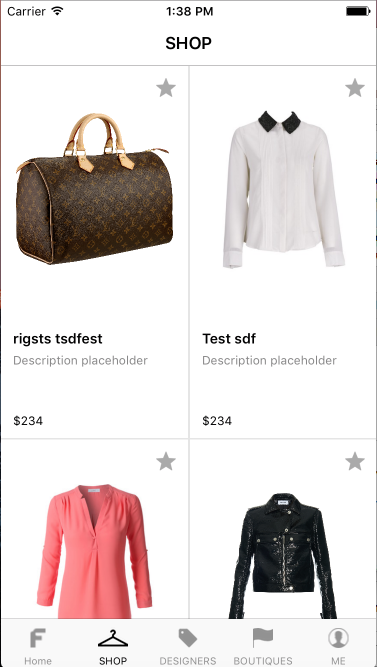 Carrier 1:38 PM
SHOP
rigsts tsdfest
Description placeholder
$234
Test sdf
Description placeholder
$234
Home SHOP DESIGNERS BOUTIQUES ME